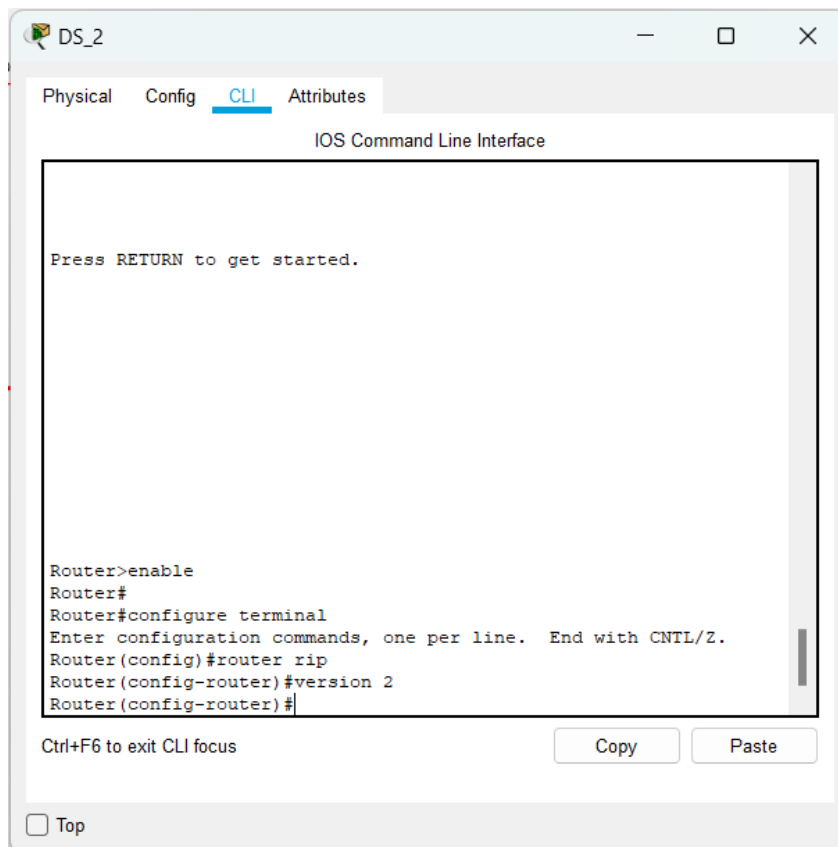 DS_2
Physical Config CLI Attributes
IOS Command Line Interface
Press RETURN to get started.
Router>enable
Router#
Router#configure terminal
Enter configuration commands, one per line.  End with CNTL/Z.
Router(config)#router rip
Router(config-router)#version 2
Router(config-router)#
Ctrl+F6 to exit CLI focus
Copy Paste
Top